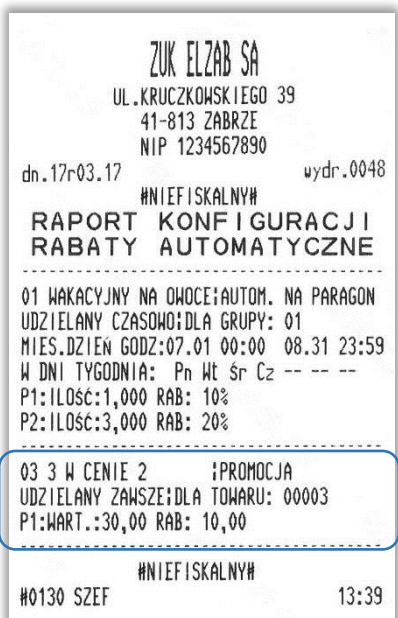 ZUK ELZAB SA
UL.KRUCZKOWSKIEGO 39
41-813 ZABRZE
NIP 1234567890
dn.17r03.17 wydr.0048
#NIEFISKALNY#
RAPORT KONFIGURACJI
RABATY AUTOMATYCZNE
01 WAKACYJNY NA OWOCE¦AUTOM. NA PARAGON
UDZIELANY CZASOWO¦DLA GRUPY: 01
MIES.DZIEŃ GODZ:07.01 00:00 08.31 23:59
W DNI TYGODNIA: Pn Wt Śr Cz -- -- --
P1:ILOŚĆ:1,000 RAB: 10%
P2:ILOŚĆ:3,000 RAB: 20%
03 3 W CENIE 2 ¦PROMOCJA
UDZIELANY ZAWSZE¦DLA TOWARU: 00003
P1:WART.:30,00 RAB: 10,00
#NIEFISKALNY#
#0130 SZEF 13:39